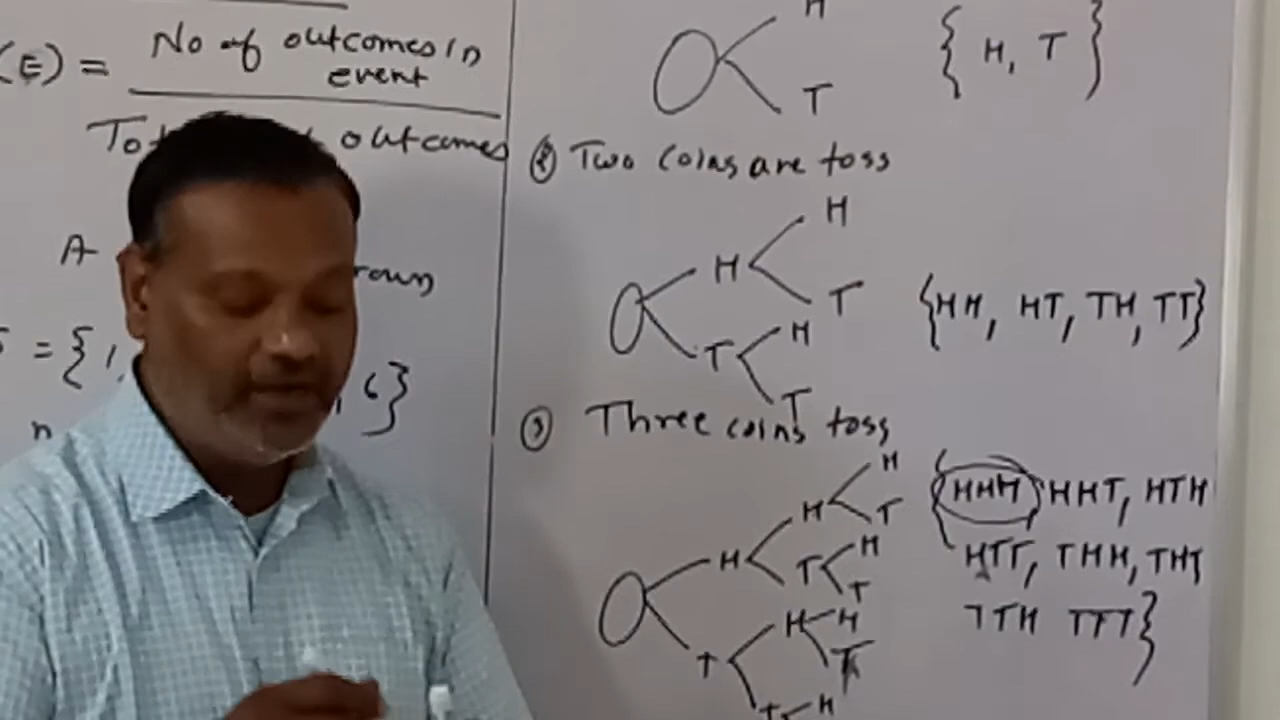 (E) = No of outcomes in
event
outcomes
A
S = {1, , 6}
n
H
T
{ H, T }
② Two coins are toss
H
H
T
T
H
T
{HH, HT, TH, TT}
③ Three coins toss
H
H
T
H
T
H
T
H
H
T
T
T
H
{HHH, HHT, HTH
HTT, THH, THT
TTH TTT}